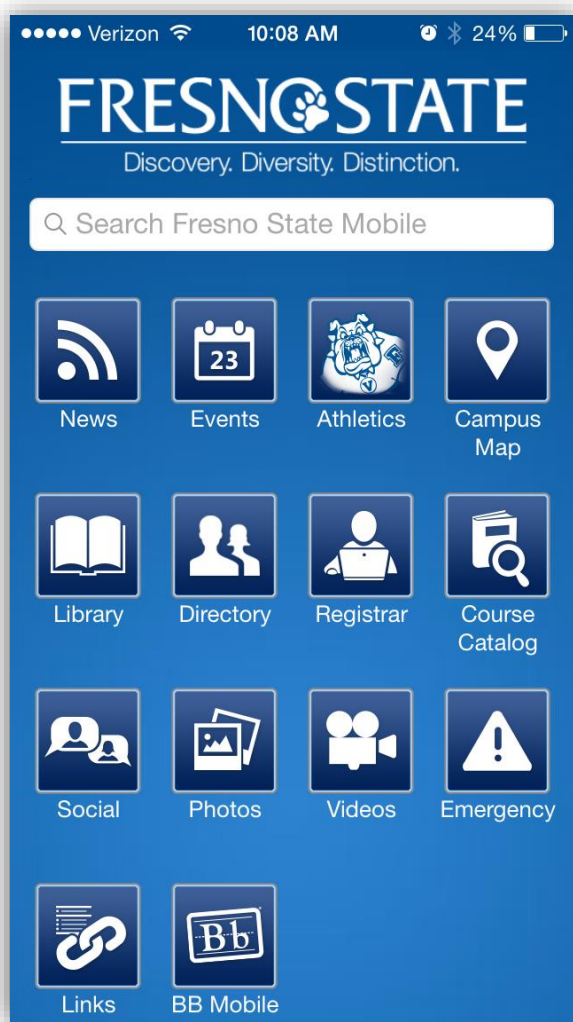 Verizon 10:08 AM 24%
FRESNO STATE
Discovery. Diversity. Distinction.
Search Fresno State Mobile
23
News Events Athletics Campus Map
Library Directory Registrar Course Catalog
Social Photos Videos Emergency
Bb
Links BB Mobile